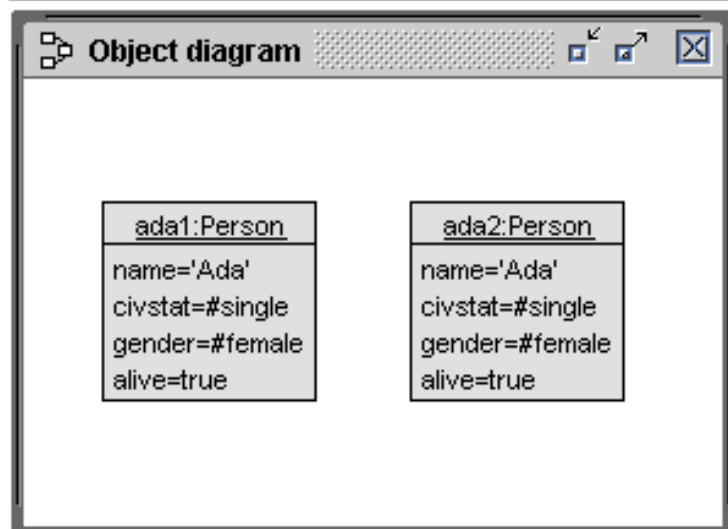 Object diagram
ada1:Person
name='Ada'
civstat=#single
gender=#female
alive=true
ada2:Person
name='Ada'
civstat=#single
gender=#female
alive=true